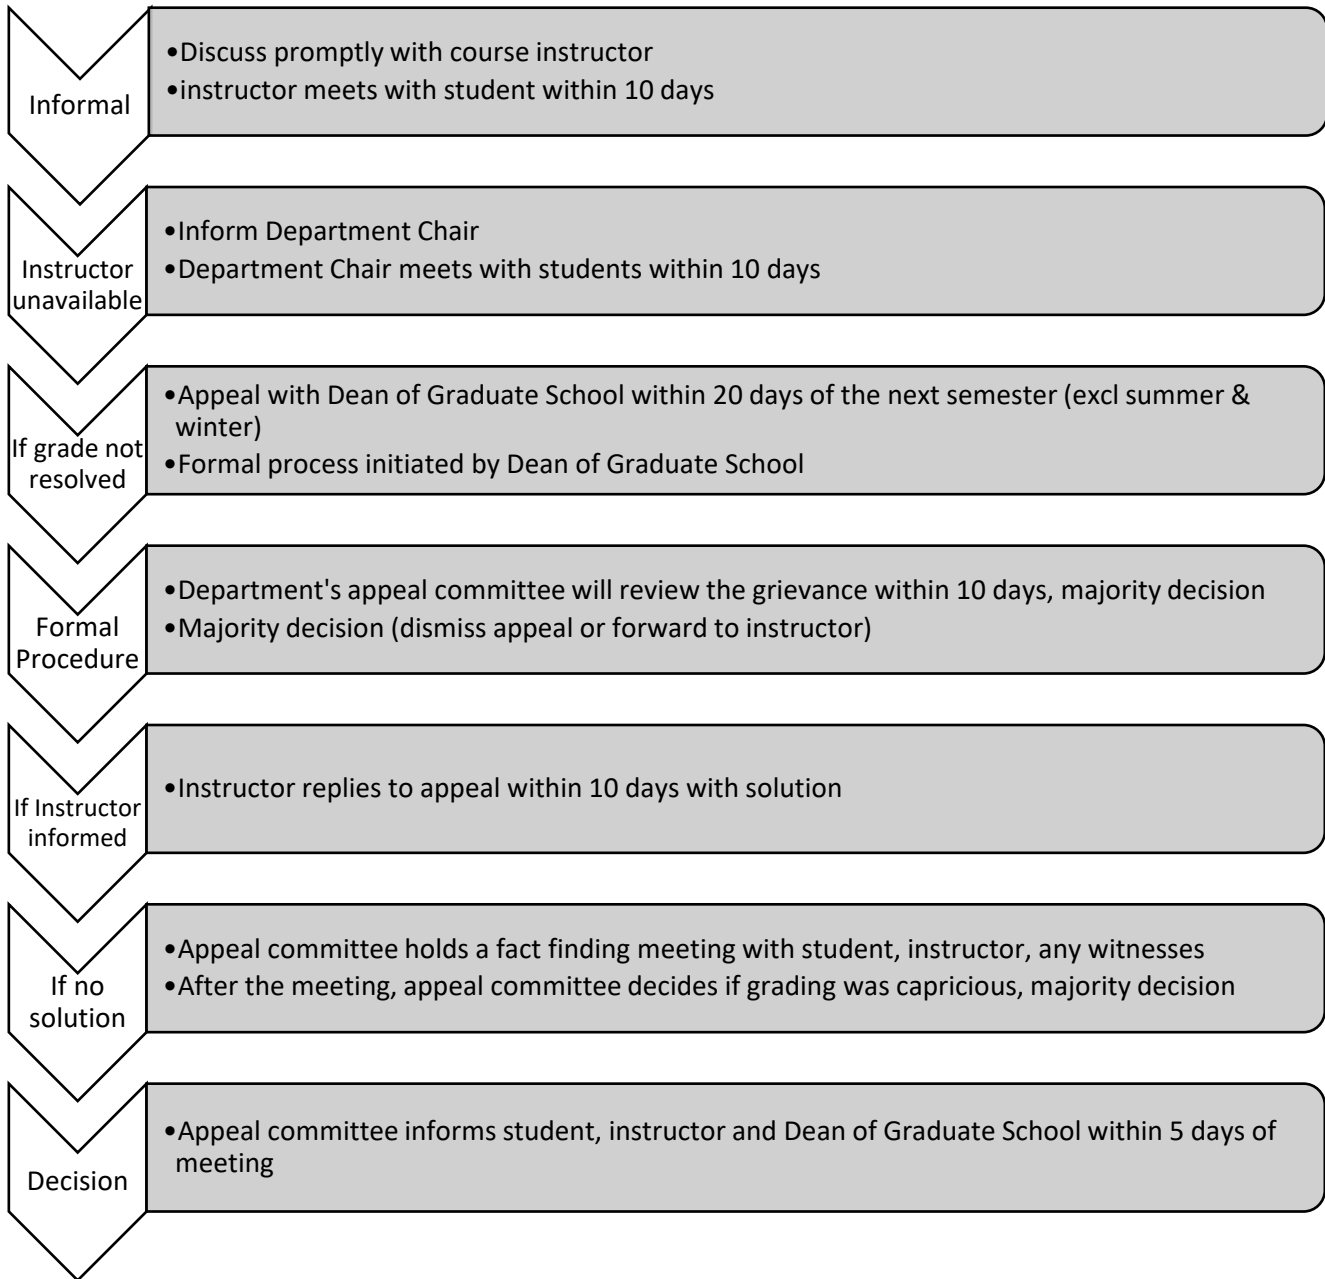 Informal
•Discuss promptly with course instructor
•instructor meets with student within 10 days
Instructor
unavailable
•Inform Department Chair
•Department Chair meets with students within 10 days
If grade not
resolved
•Appeal with Dean of Graduate School within 20 days of the next semester (excl summer &
winter)
•Formal process initiated by Dean of Graduate School
Formal
Procedure
•Department's appeal committee will review the grievance within 10 days, majority decision
•Majority decision (dismiss appeal or forward to instructor)
If Instructor
informed
•Instructor replies to appeal within 10 days with solution
If no
solution
•Appeal committee holds a fact finding meeting with student, instructor, any witnesses
•After the meeting, appeal committee decides if grading was capricious, majority decision
Decision
•Appeal committee informs student, instructor and Dean of Graduate School within 5 days of
meeting